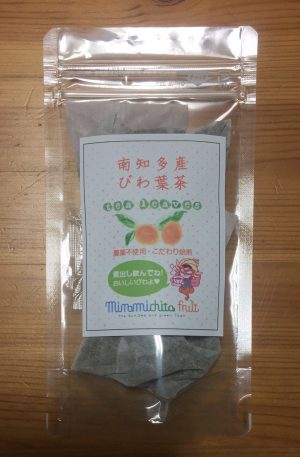 南知多産
びわ葉茶
tea leaves
農薬不使用・こだわり焙煎
煮出し飲んでね!
おいしいびわよ♥
Minamichita fruit